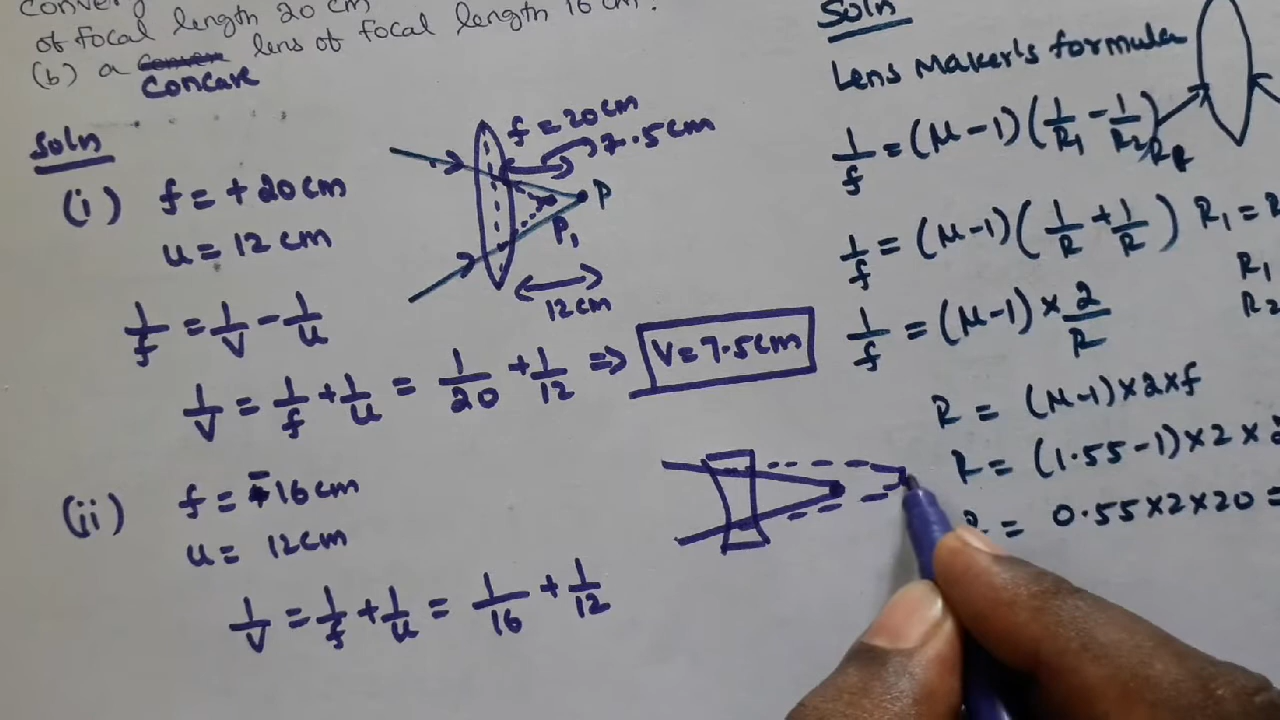 of focal length 20 cm
(b) a lens of focal length 16 cm.
concave
Soln
(i) f = + 20cm
u = 12 cm
1/f = 1/v - 1/u
1/v = 1/f + 1/u = 1/20 + 1/12 ⇒ V = 7.5cm
f = 20cm
7.5cm
P
P1
12cm
(ii) f = -16cm
u = 12cm
1/v = 1/f + 1/u = 1/16 + 1/12
Soln
Lens Maker's formula
1/f = (μ-1)(1/R1 - 1/R2)
1/f = (μ-1)(1/R + 1/R) R1 =
R1
R2
1/f = (μ-1) × 2/R
R = (μ-1)×2×f
R = (1.55-1)×2×
= 0.55×2×20 =